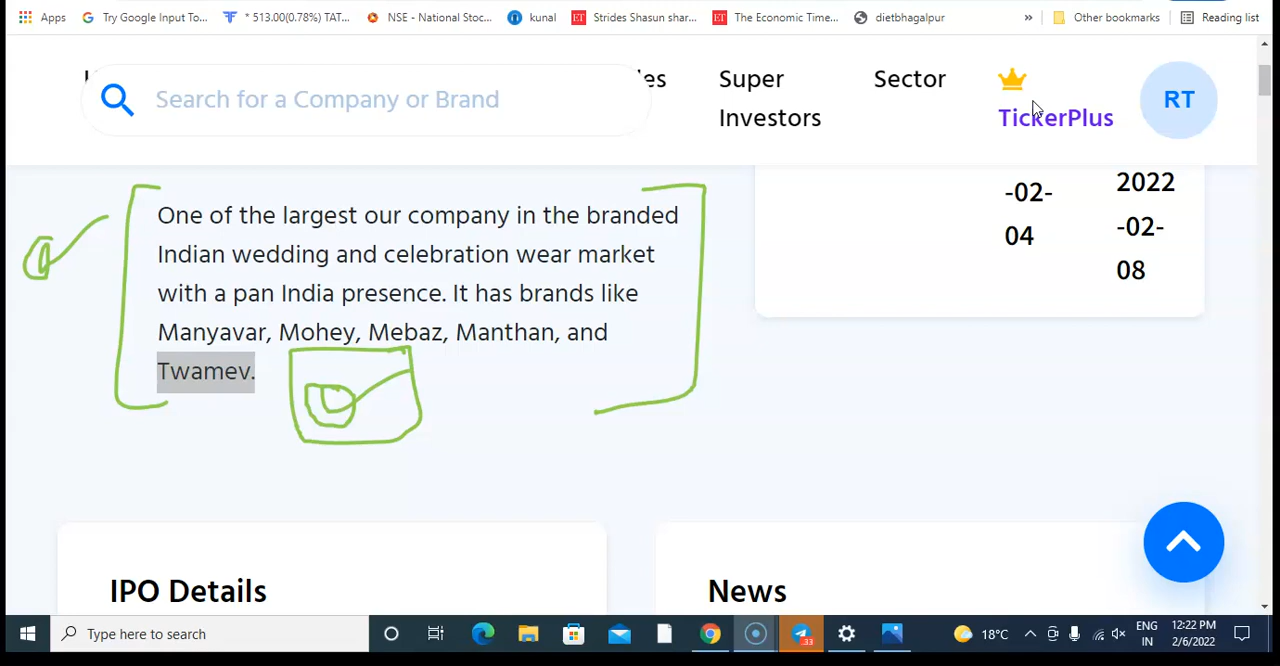 Apps Try Google Input To... * 513.00(0.78%) TAT... NSE - National Stoc... kunal ET Strides Shasun shar... ET The Economic Time... dietbhagalpur » Other bookmarks Reading list
Search for a Company or Brand
Super Investors
Sector
TickerPlus
RT
One of the largest our company in the branded
Indian wedding and celebration wear market
with a pan India presence. It has brands like
Manyavar, Mohey, Mebaz, Manthan, and
Twamev.
-02-
04
2022
-02-
08
IPO Details
News
Type here to search
33
18°C
ENG
IN
12:22 PM
2/6/2022